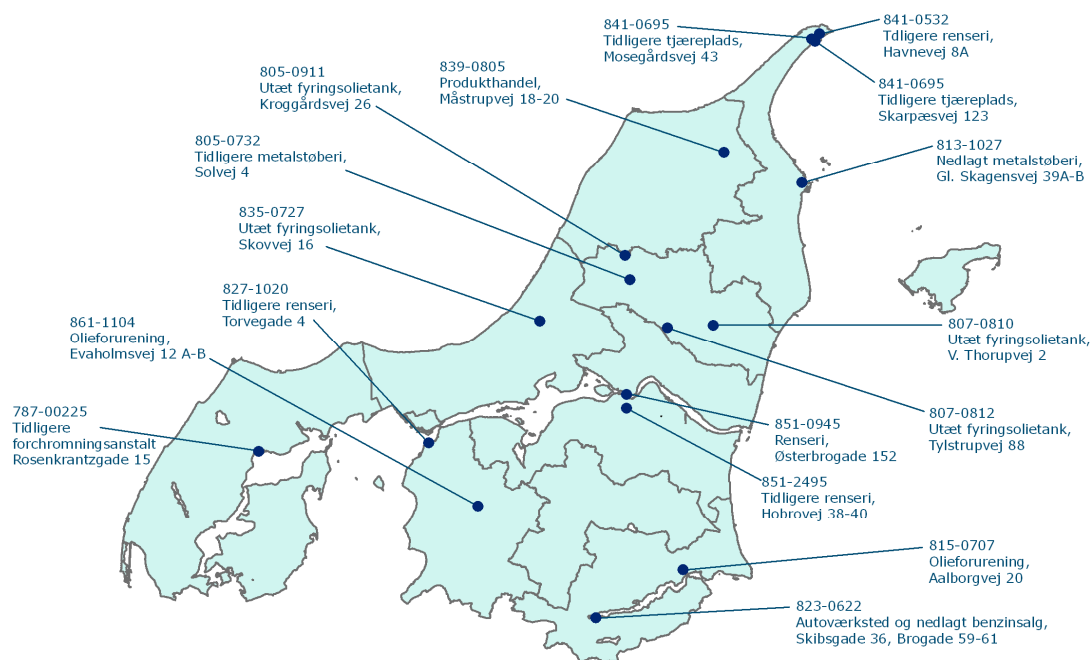 841-0695
Tidligere tjæreplads,
Mosegårdsvej 43
841-0532
Tdligere renseri,
Havnevej 8A
839-0805
Produkthandel,
Måstrupvej 18-20
805-0911
Utæt fyringsolietank,
Kroggårdsvej 26
841-0695
Tidligere tjæreplads,
Skarpæsvej 123
805-0732
Tidligere metalstøberi,
Solvej 4
813-1027
Nedlagt metalstøberi,
Gl. Skagensvej 39A-B
835-0727
Utæt fyringsolietank,
Skovvej 16
827-1020
Tidligere renseri,
Torvegade 4
861-1104
Olieforurening,
Evaholmsvej 12 A-B
807-0810
Utæt fyringsolietank,
V. Thorupvej 2
787-00225
Tidligere
forchromningsanstalt
Rosenkrantzgade 15
807-0812
Utæt fyringsolietank,
Tylstrupvej 88
851-0945
Renseri,
Østerbrogade 152
851-2495
Tidligere renseri,
Hobrovej 38-40
815-0707
Olieforurening,
Aalborgvej 20
823-0622
Autoværksted og nedlagt benzinsalg,
Skibsgade 36, Brogade 59-61